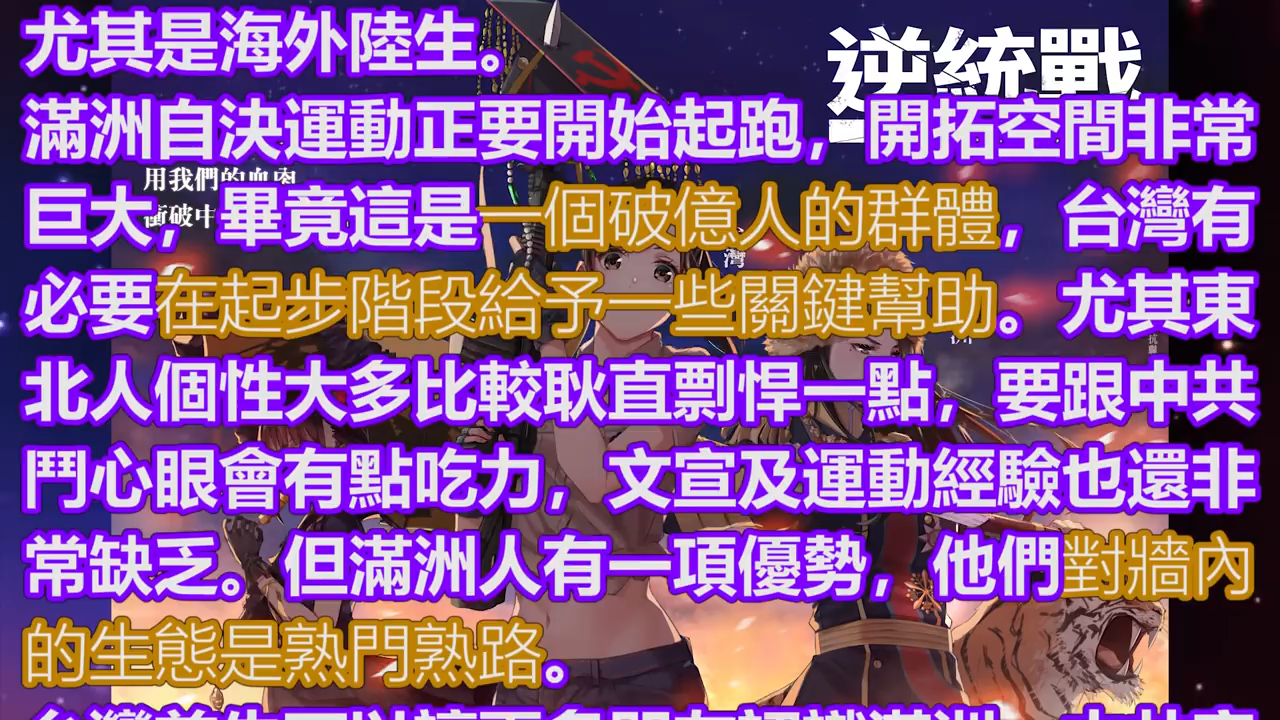 尤其是海外陸生。
逆統戰
滿洲自決運動正要開始起跑，開拓空間非常
用我們的血肉
巨大，畢竟這是一個破億人的群體，台灣有
衝破中
灣
必要在起步階段給予一些關鍵幫助。尤其東
北人個性大多比較耿直剽悍一點，要跟中共
鬥心眼會有點吃力，文宣及運動經驗也還非
常缺乏。但滿洲人有一項優勢，他們對牆內
的生態是熟門熟路。